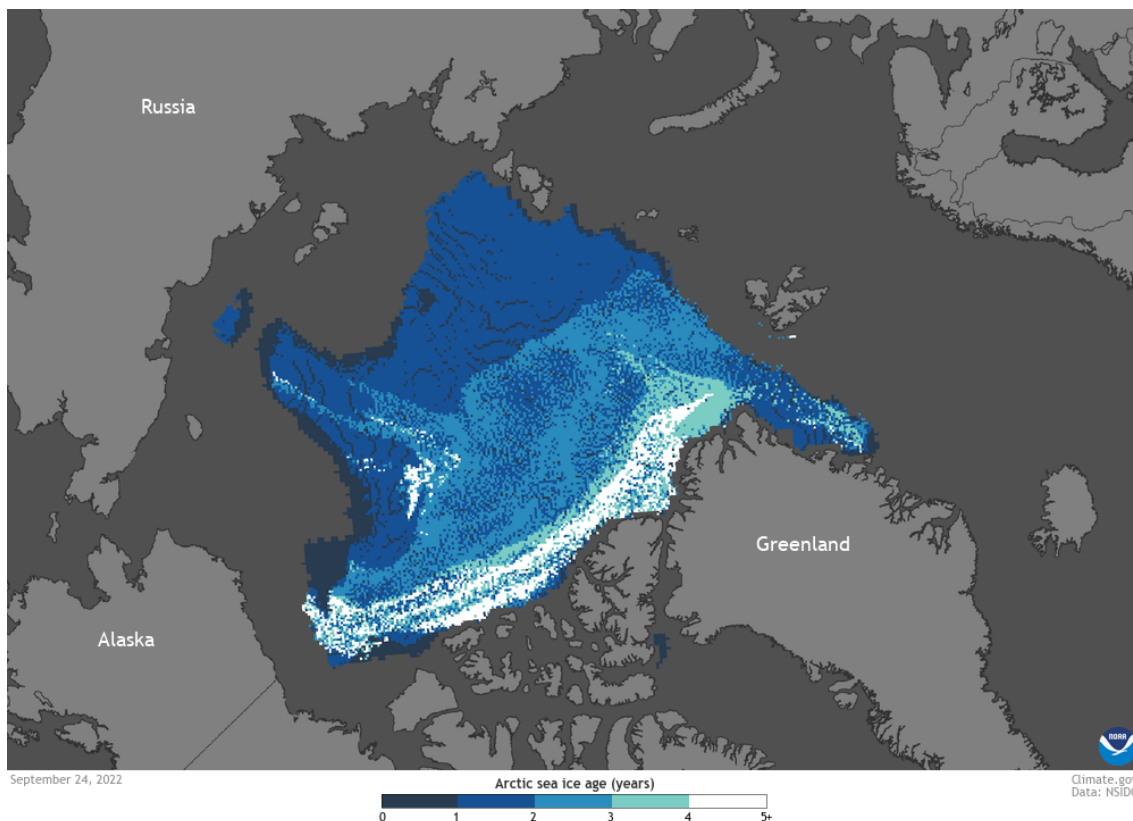 Russia
Greenland
Alaska
NOAA
September 24, 2022
Arctic sea ice age (years)
0 1 2 3 4 5+
Climate.gov
Data: NSIDC